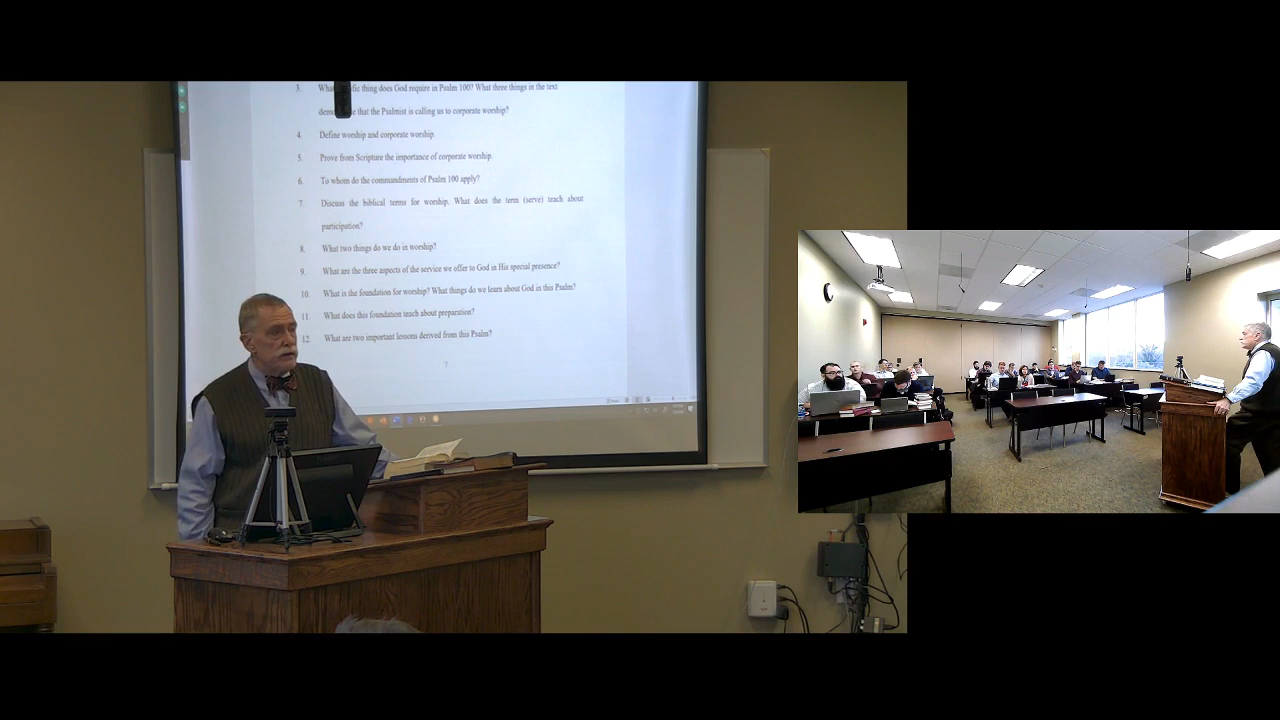 3. What fic thing does God require in Psalm 100? What three things in the text
demo e that the Psalmist is calling us to corporate worship?
4. Define worship and corporate worship.
5. Prove from Scripture the importance of corporate worship.
6. To whom do the commandments of Psalm 100 apply?
7. Discuss the biblical terms for worship. What does the term (serve) teach about
participation?
8. What two things do we do in worship?
9. What are the three aspects of the service we offer to God in His special presence?
10. What is the foundation for worship? What things do we learn about God in this Psalm?
11. What does this foundation teach about preparation?
12. What are two important lessons derived from this Psalm?
7